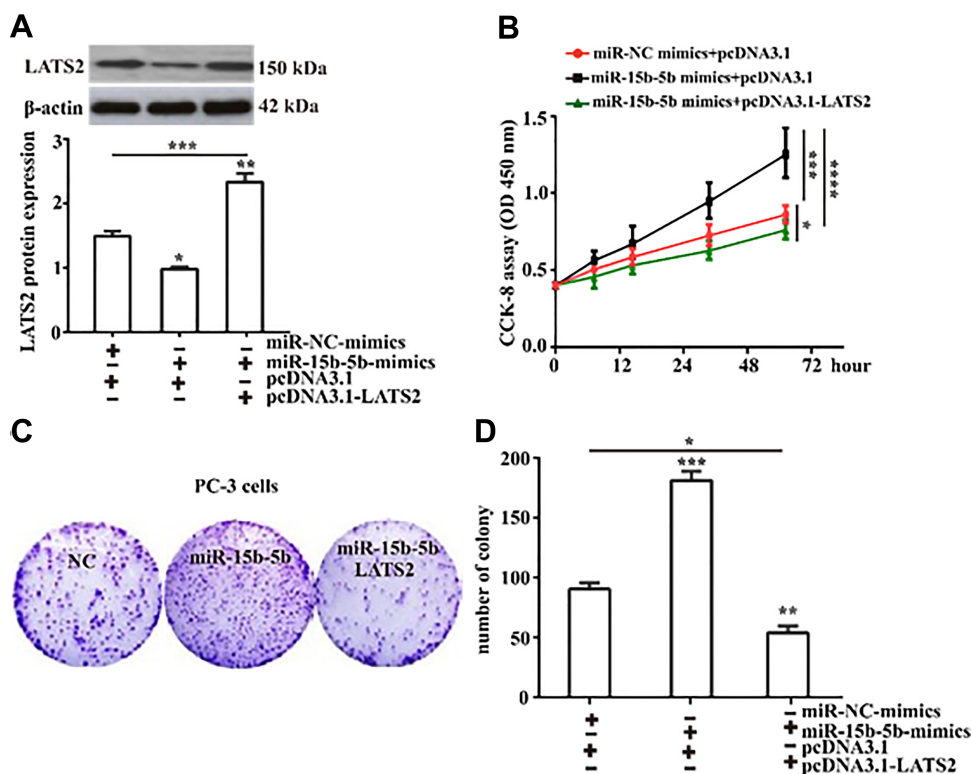 A
LATS2
150 kDa
β-actin
42 kDa
***
**
*
LATS2 protein expression
3
2
1
0
+ – – miR-NC-mimics
– + + miR-15b-5b-mimics
+ + – pcDNA3.1
– – + pcDNA3.1-LATS2
B
miR-NC mimics+pcDNA3.1
miR-15b-5b mimics+pcDNA3.1
miR-15b-5b mimics+pcDNA3.1-LATS2
CCK-8 assay (OD 450 nm)
1.5
1.0
0.5
0.0
***
****
*
0 12 24 36 48 72 hour
C
PC-3 cells
NC
miR-15b-5b
miR-15b-5b
LATS2
D
number of colony
200
150
100
50
0
*
***
**
+ – – miR-NC-mimics
– + + miR-15b-5b-mimics
+ + – pcDNA3.1
– – + pcDNA3.1-LATS2